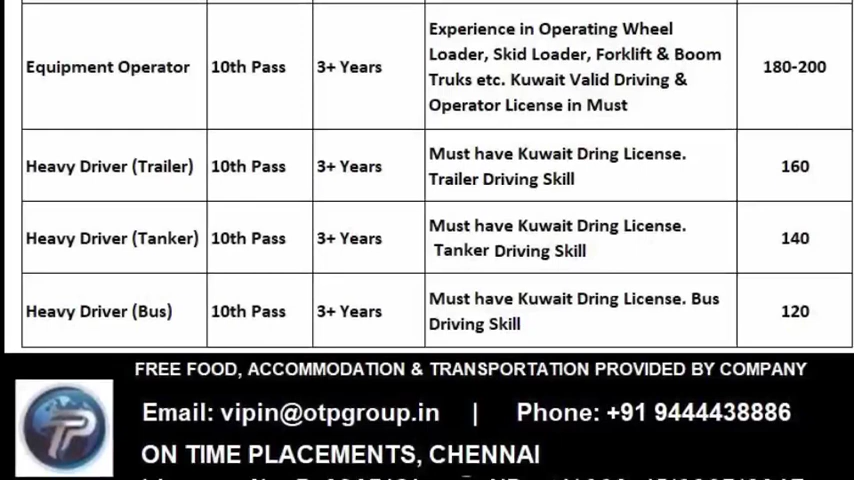 Equipment Operator 10th Pass 3+ Years Experience in Operating Wheel
Loader, Skid Loader, Forklift & Boom
Truks etc. Kuwait Valid Driving &
Operator License in Must 180-200
Heavy Driver (Trailer) 10th Pass 3+ Years Must have Kuwait Dring License.
Trailer Driving Skill 160
Heavy Driver (Tanker) 10th Pass 3+ Years Must have Kuwait Dring License.
Tanker Driving Skill 140
Heavy Driver (Bus) 10th Pass 3+ Years Must have Kuwait Dring License. Bus
Driving Skill 120
FREE FOOD, ACCOMMODATION & TRANSPORTATION PROVIDED BY COMPANY
Email: vipin@otpgroup.in | Phone: +91 9444438886
ON TIME PLACEMENTS, CHENNAI